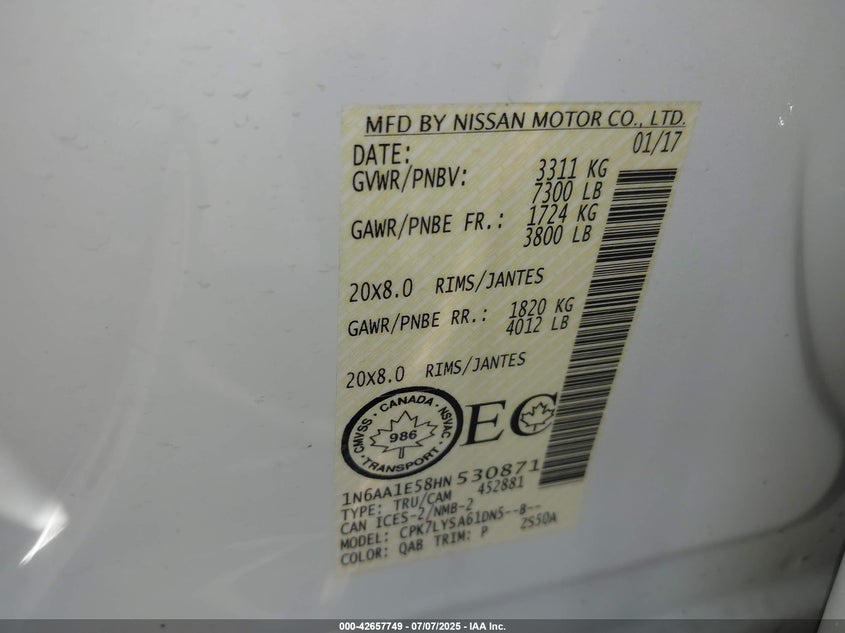 MFD BY NISSAN MOTOR CO., LTD.
DATE: 01/17
GVWR/PNBV: 3311 KG
7300 LB
GAWR/PNBE FR.: 1724 KG
3800 LB
20X8.0 RIMS/JANTES
GAWR/PNBE RR.: 1820 KG
4012 LB
20X8.0 RIMS/JANTES
CMVSS · CANADA · NSVAC · TRANSPORT ·
986
EC
1N6AA1E58HN530871
TYPE: TRU/CAM 452881
CAN ICES-2/NMB-2
MODEL: CPK7LYSA61DN5--8--
COLOR: QAB TRIM: P ZS50A
000-42657749 - 07/07/2025 - IAA Inc.